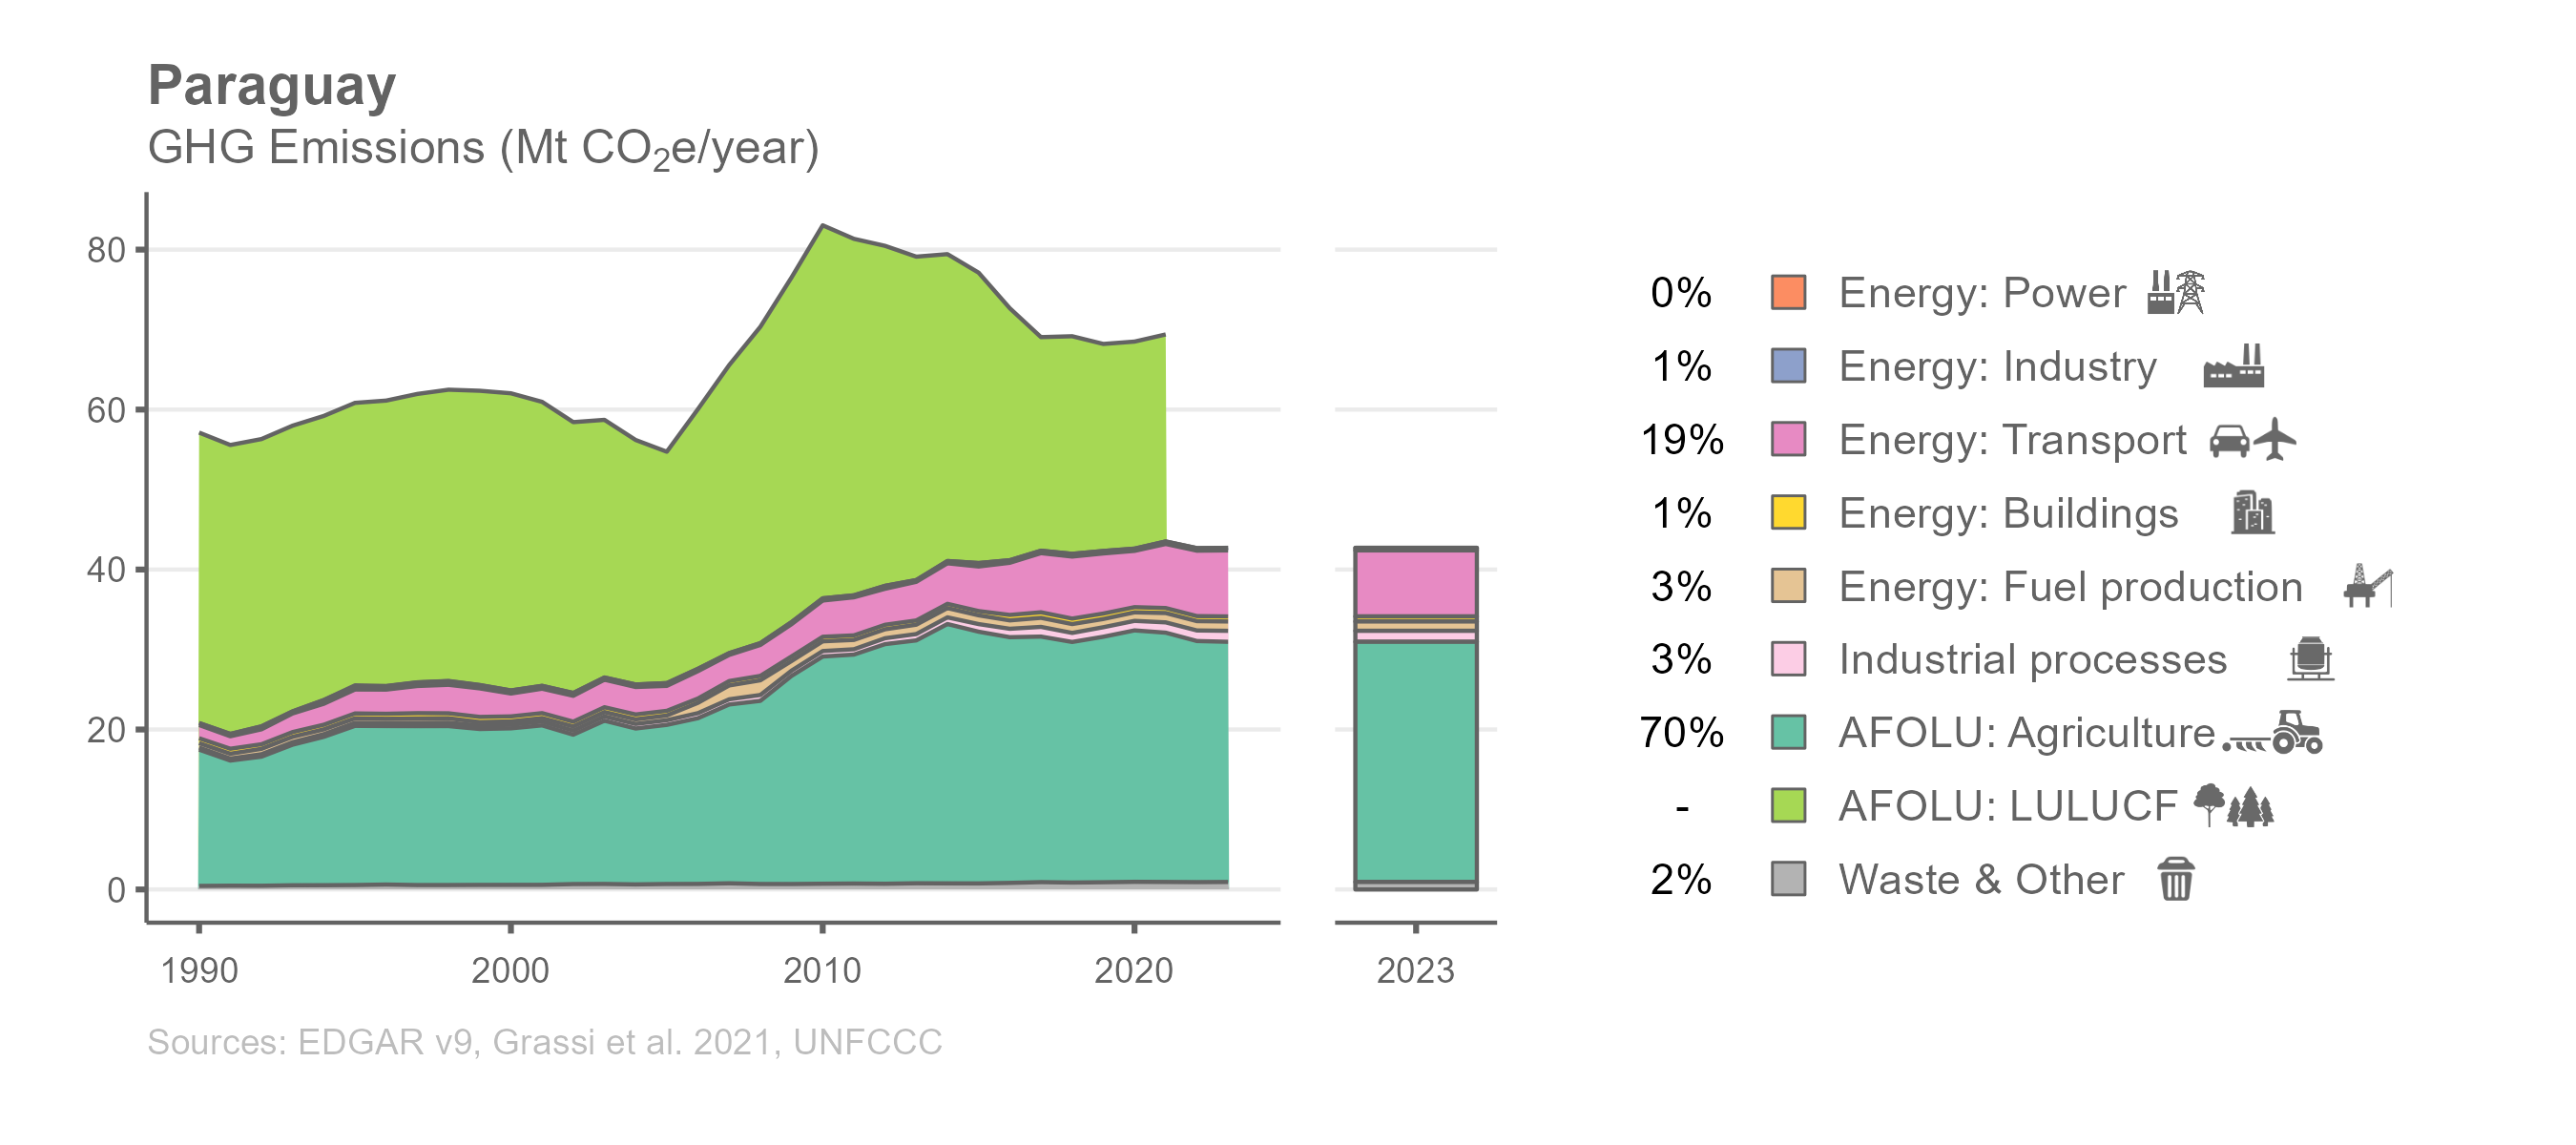 Paraguay
GHG Emissions (Mt CO₂e/year)
80
60
40
20
0
1990 2000 2010 2020 2023
0% Energy: Power
1% Energy: Industry
19% Energy: Transport
1% Energy: Buildings
3% Energy: Fuel production
3% Industrial processes
70% AFOLU: Agriculture
- AFOLU: LULUCF
2% Waste & Other
Sources: EDGAR v9, Grassi et al. 2021, UNFCCC